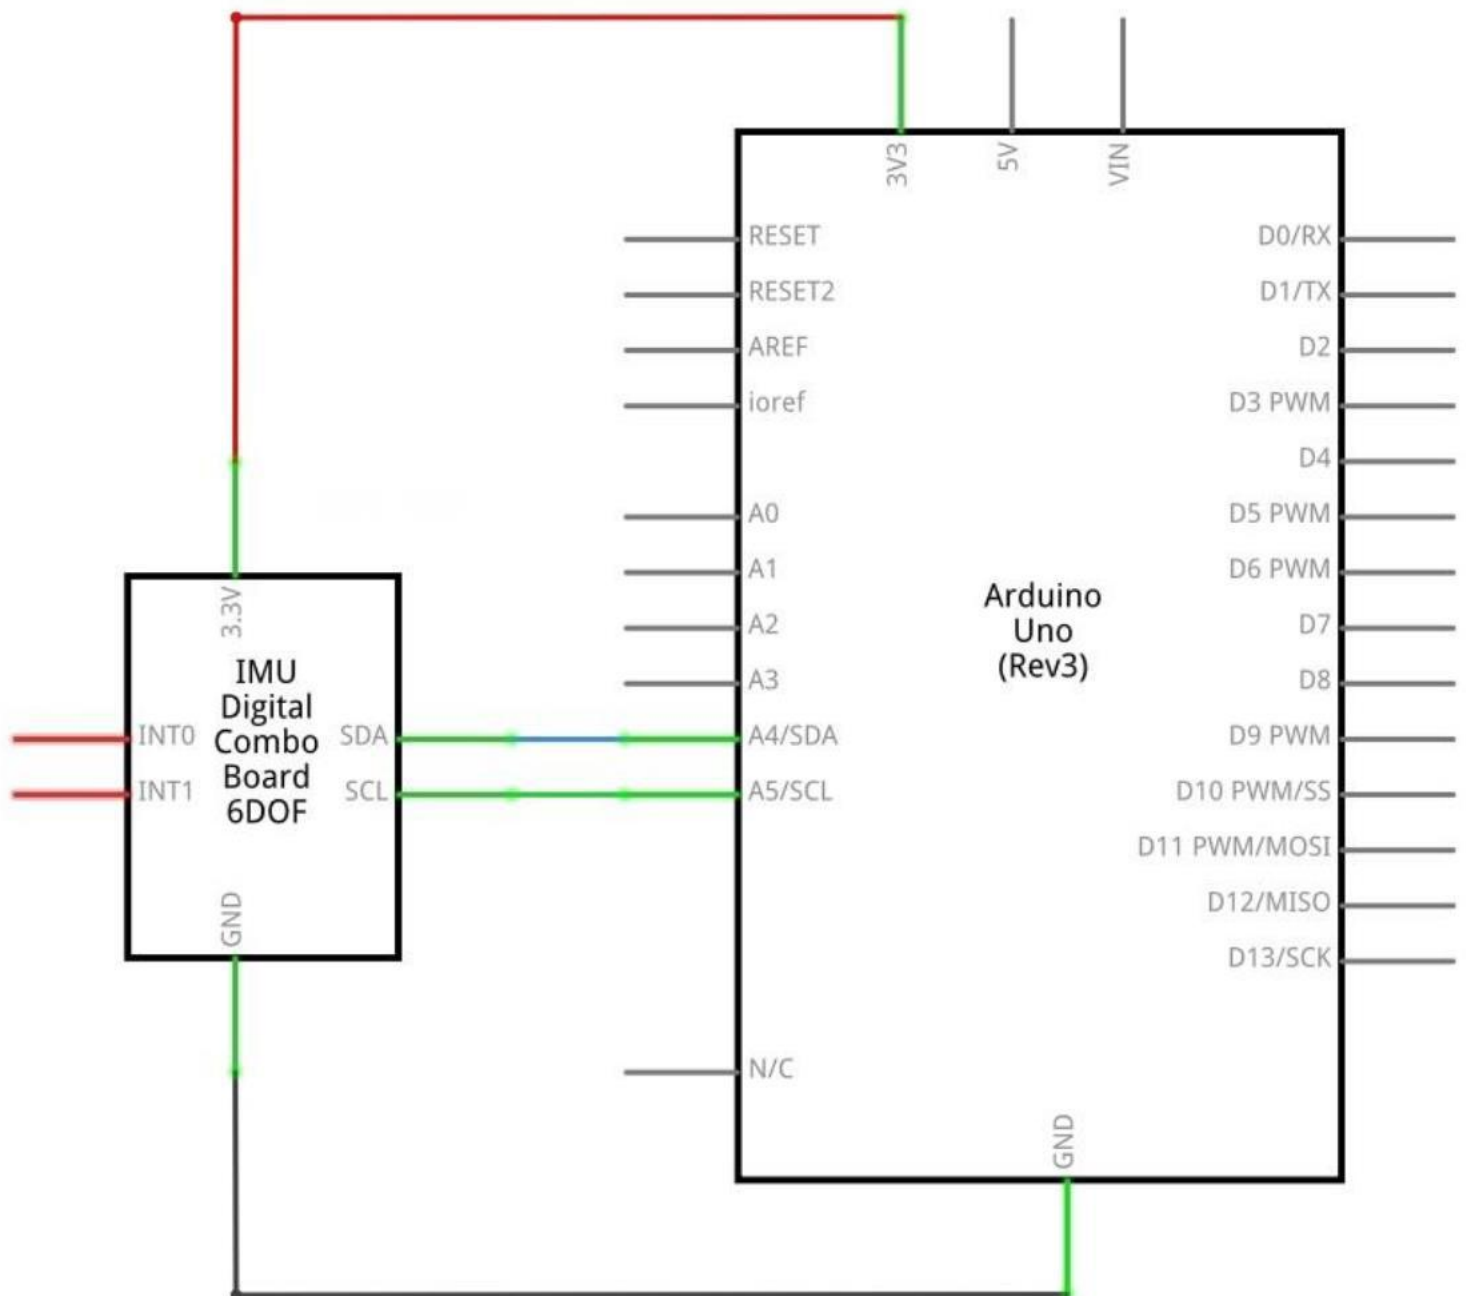 3V3
5V
VIN
RESET
RESET2
AREF
ioref
A0
A1
A2
A3
A4/SDA
A5/SCL
N/C
Arduino
Uno
(Rev3)
D0/RX
D1/TX
D2
D3 PWM
D4
D5 PWM
D6 PWM
D7
D8
D9 PWM
D10 PWM/SS
D11 PWM/MOSI
D12/MISO
D13/SCK
GND
3.3V
IMU
Digital
Combo
Board
6DOF
INT0
INT1
SDA
SCL
GND